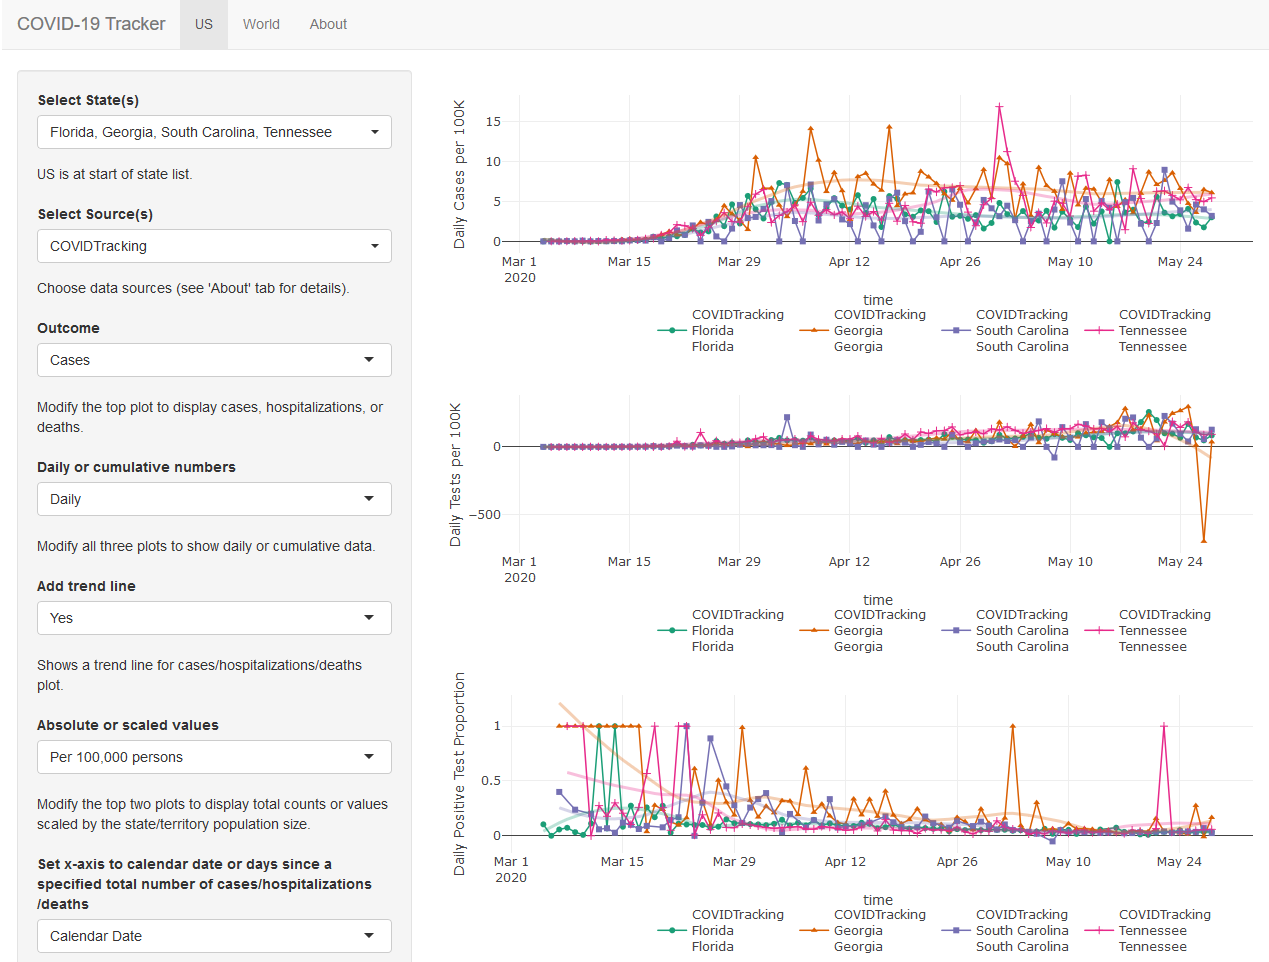 COVID-19 Tracker US World About
Select State(s)
Florida, Georgia, South Carolina, Tennessee
US is at start of state list.
Select Source(s)
COVIDTracking
Choose data sources (see 'About' tab for details).
Outcome
Cases
Modify the top plot to display cases, hospitalizations, or
deaths.
Daily or cumulative numbers
Daily
Modify all three plots to show daily or cumulative data.
Add trend line
Yes
Shows a trend line for cases/hospitalizations/deaths
plot.
Absolute or scaled values
Per 100,000 persons
Modify the top two plots to display total counts or values
scaled by the state/territory population size.
Set x-axis to calendar date or days since a
specified total number of cases/hospitalizations
/deaths
Calendar Date
Daily Cases per 100K
15
10
5
0
Mar 1 Mar 15 Mar 29 Apr 12 Apr 26 May 10 May 24
2020
time
COVIDTracking COVIDTracking COVIDTracking COVIDTracking
Florida Georgia South Carolina Tennessee
Florida Georgia South Carolina Tennessee
Daily Tests per 100K
0
−500
Mar 1 Mar 15 Mar 29 Apr 12 Apr 26 May 10 May 24
2020
time
COVIDTracking COVIDTracking COVIDTracking COVIDTracking
Florida Georgia South Carolina Tennessee
Florida Georgia South Carolina Tennessee
Daily Positive Test Proportion
1
0.5
0
Mar 1 Mar 15 Mar 29 Apr 12 Apr 26 May 10 May 24
2020
time
COVIDTracking COVIDTracking COVIDTracking COVIDTracking
Florida Georgia South Carolina Tennessee
Florida Georgia South Carolina Tennessee